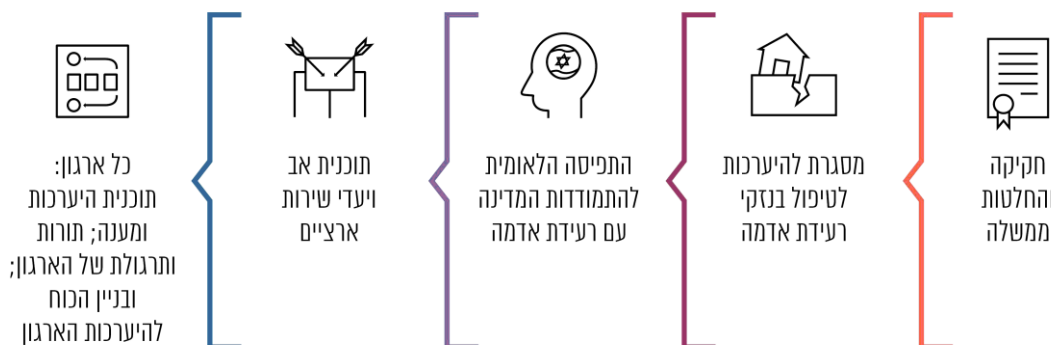 חקיקה
והחלטות
ממשלה
מסגרת להיערכות
לטיפול בנזקי
רעידת אדמה
התפיסה הלאומית
להתמודדות המדינה
עם רעידת אדמה
תוכנית אב
ויעדי שירות
ארציים
כל ארגון:
תוכנית היערכות
ומענה; תורות
ותרגולת של הארגון;
ובניין הכוח
להיערכות הארגון